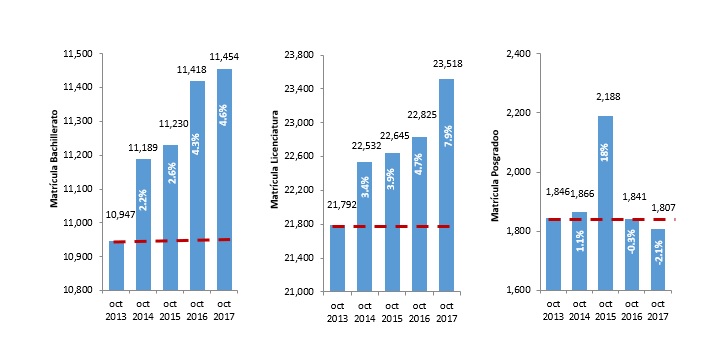 Matrícula Bachillerato
11,500
11,400
11,300
11,200
11,100
11,000
10,900
10,800
10,947
11,189
11,230
11,418
11,454
2.2%
2.6%
4.3%
4.6%
oct 2013
oct 2014
oct 2015
oct 2016
oct 2017
Matrícula Licenciatura
23,800
23,400
23,000
22,600
22,200
21,800
21,400
21,000
21,792
22,532
22,645
22,825
23,518
3.4%
3.9%
4.7%
7.9%
oct 2013
oct 2014
oct 2015
oct 2016
oct 2017
Matrícula Posgradoo
2,400
2,200
2,000
1,800
1,600
1,846
1,866
2,188
1,841
1,807
1.1%
18%
-0.3%
-2.1%
oct 2013
oct 2014
oct 2015
oct 2016
oct 2017